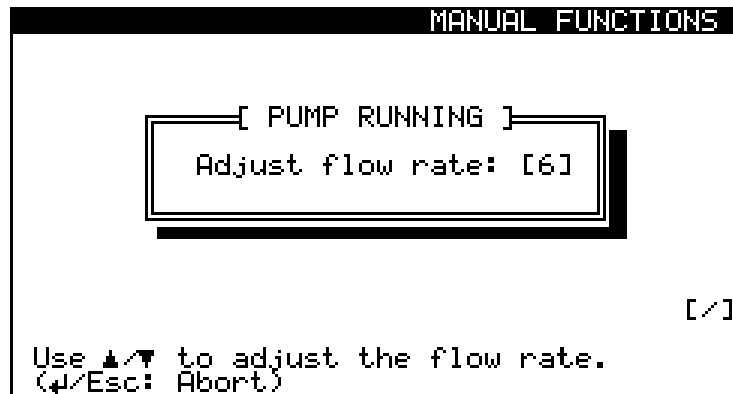 MANUAL FUNCTIONS
[ PUMP RUNNING ]
Adjust flow rate: [6]
[/]
Use ▲/▼ to adjust the flow rate.
(↵/Esc: Abort)